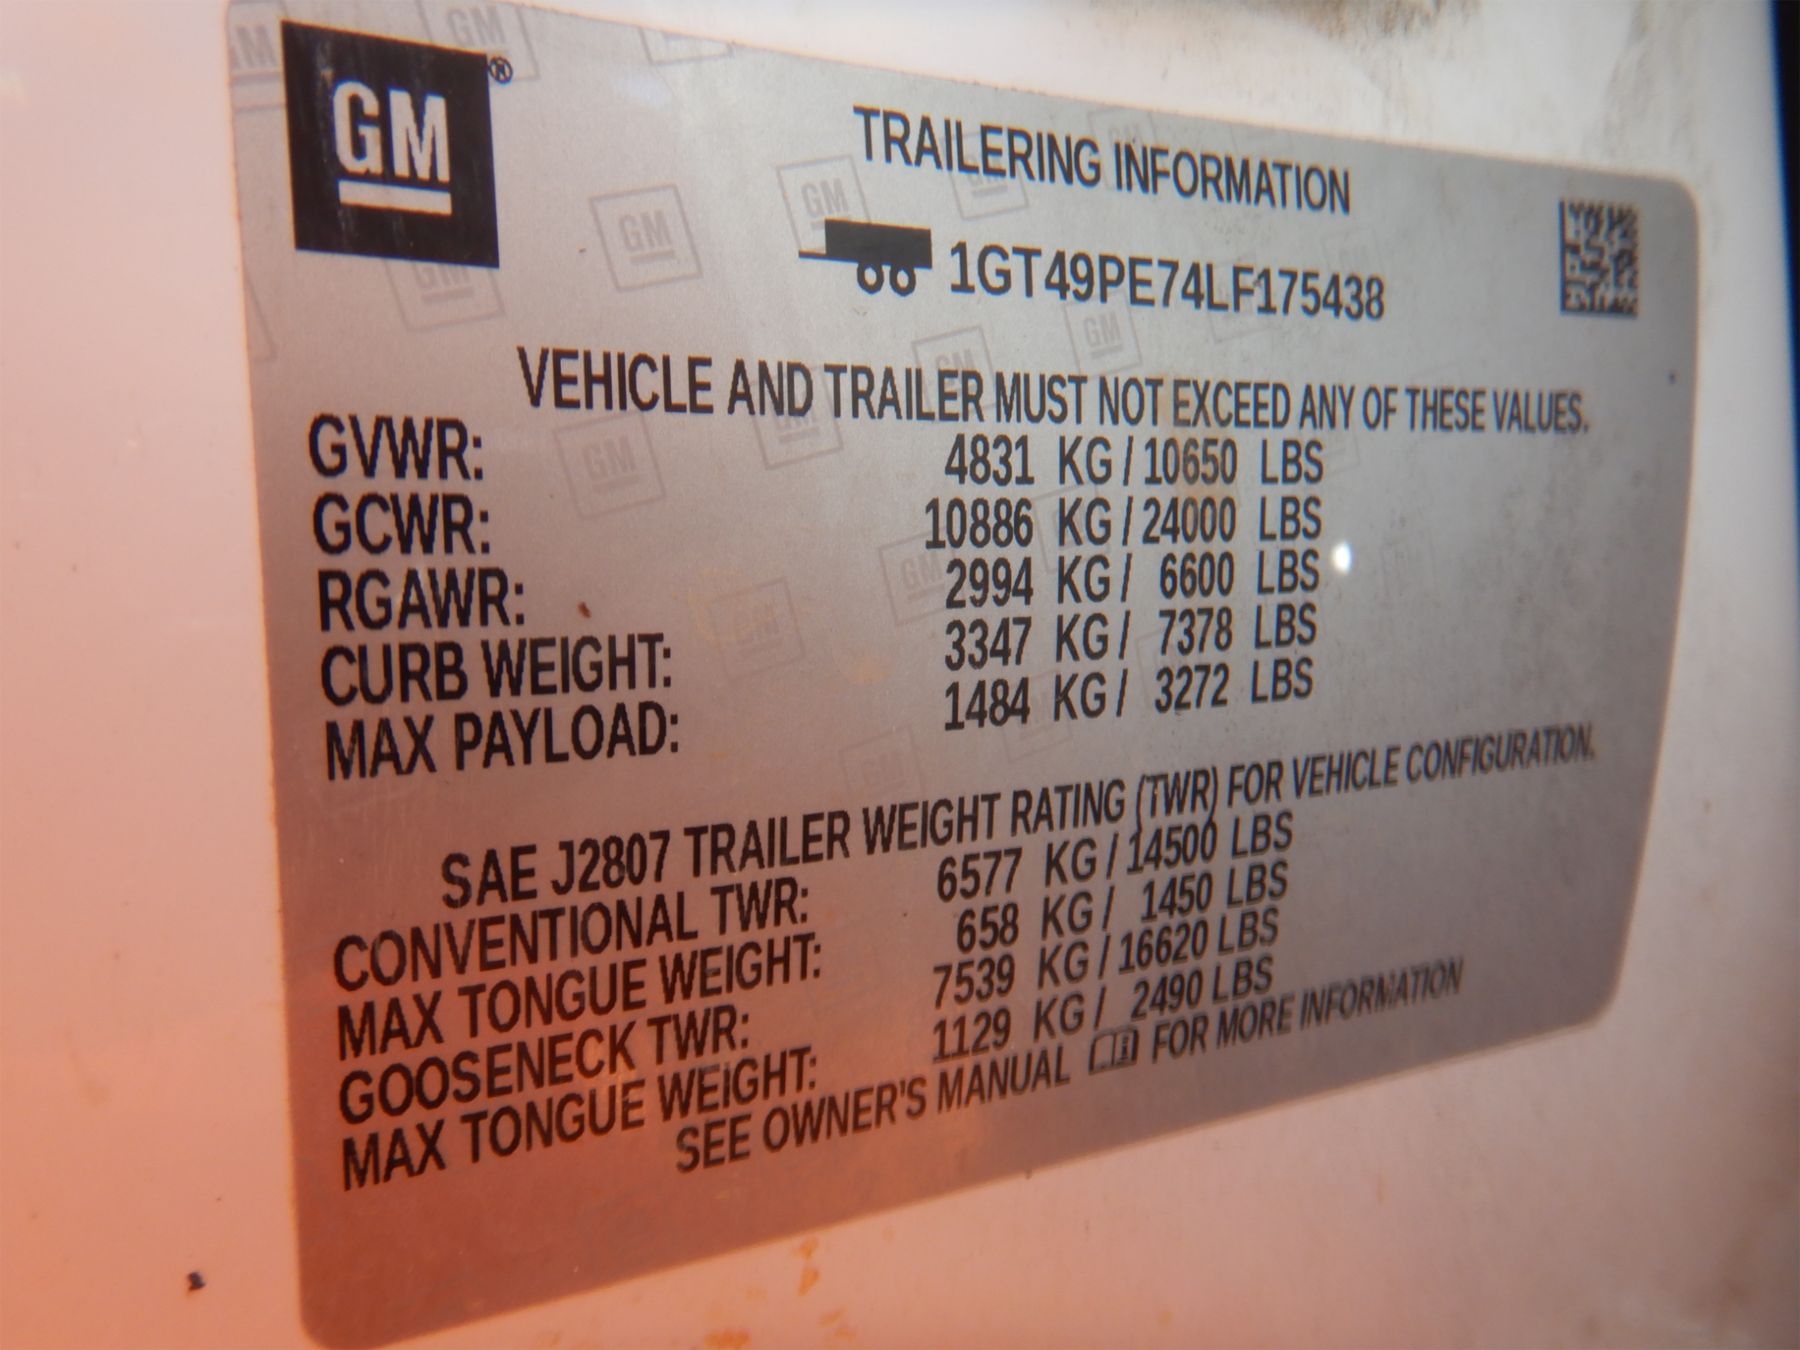 GM®
TRAILERING INFORMATION
1GT49PE74LF175438
VEHICLE AND TRAILER MUST NOT EXCEED ANY OF THESE VALUES.
GVWR: 4831 KG / 10650 LBS
GCWR: 10886 KG / 24000 LBS
RGAWR: 2994 KG / 6600 LBS
CURB WEIGHT: 3347 KG / 7378 LBS
MAX PAYLOAD: 1484 KG / 3272 LBS
SAE J2807 TRAILER WEIGHT RATING (TWR) FOR VEHICLE CONFIGURATION.
CONVENTIONAL TWR: 6577 KG / 14500 LBS
MAX TONGUE WEIGHT: 658 KG / 1450 LBS
GOOSENECK TWR: 7539 KG / 16620 LBS
MAX TONGUE WEIGHT: 1129 KG / 2490 LBS
SEE OWNER'S MANUAL FOR MORE INFORMATION